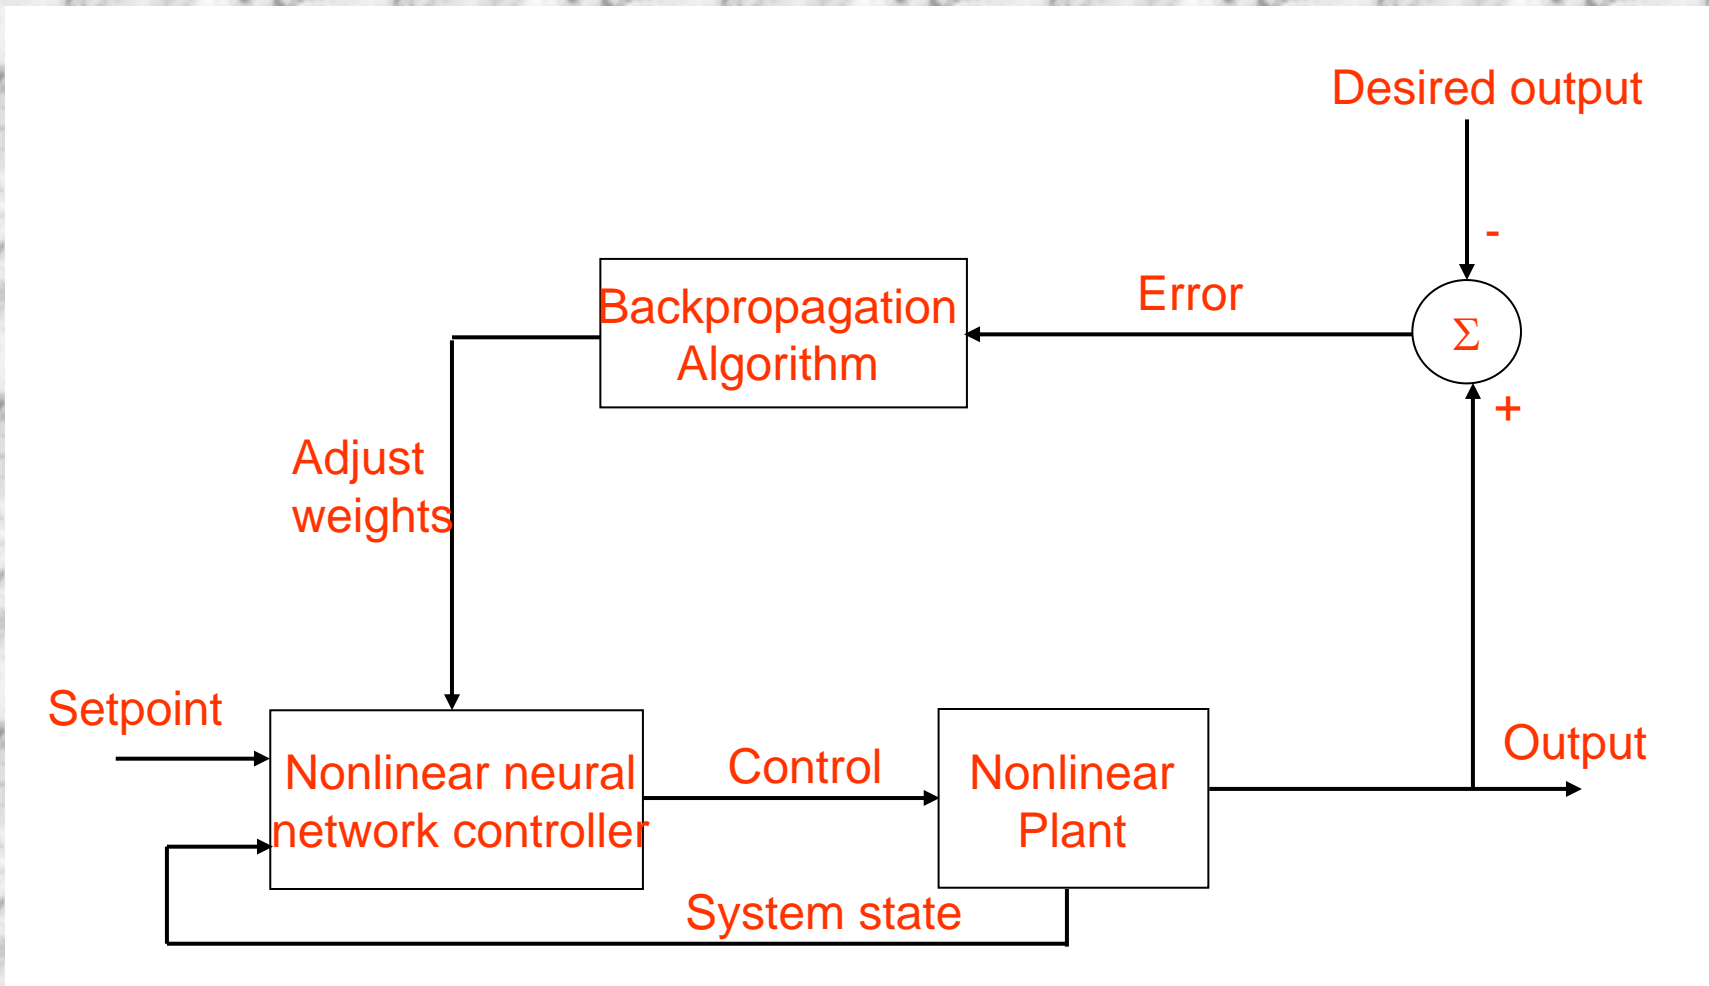 Desired output
-
Error
Σ
+
Backpropagation
Algorithm
Adjust
weights
Setpoint
Nonlinear neural
network controller
Control
Nonlinear
Plant
Output
System state